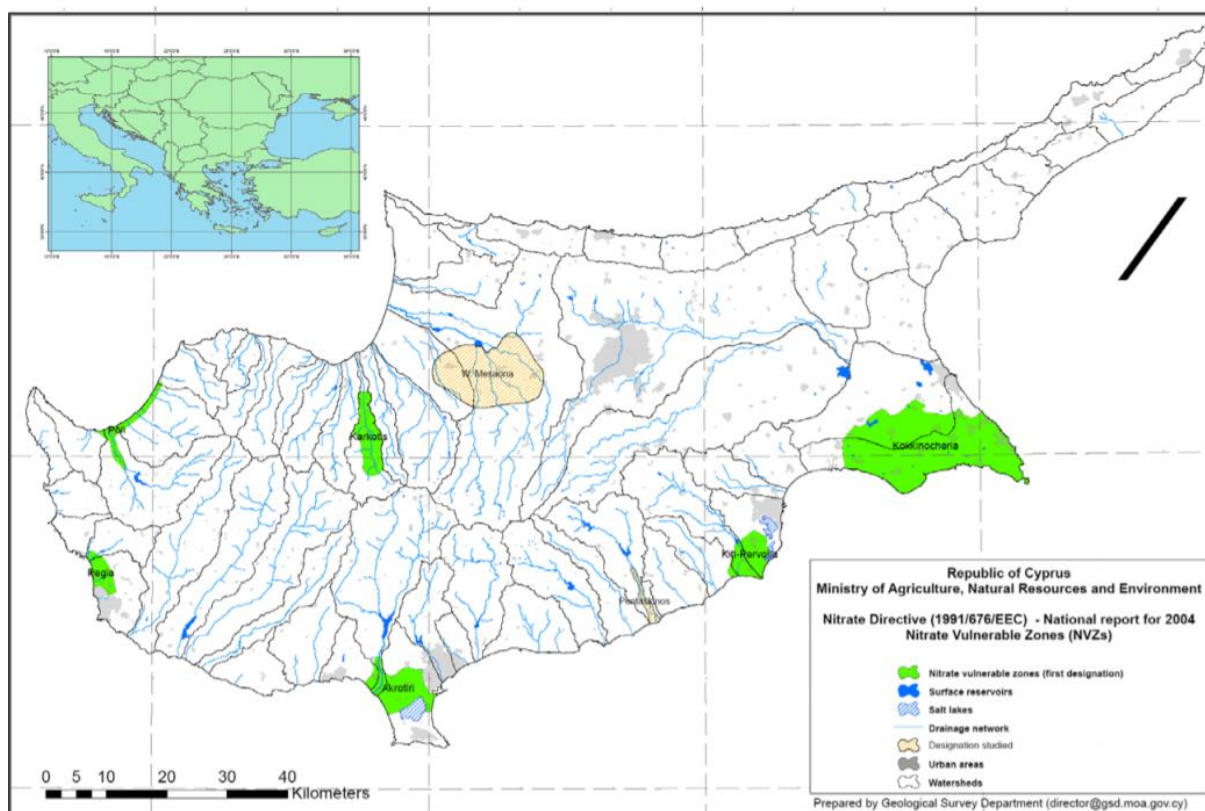 W. Mesaoria
Poli
Karkotis
Kokkinochoria
Kiti-Pervolia
Pegia
Pentaskinos
Akrotiri
Republic of Cyprus
Ministry of Agriculture, Natural Resources and Environment
Nitrate Directive (1991/676/EEC) - National report for 2004
Nitrate Vulnerable Zones (NVZs)
Nitrate vulnerable zones (first designation)
Surface reservoirs
Salt lakes
Drainage network
Designation studied
Urban areas
Watersheds
0 5 10 20 30 40
Kilometers
Prepared by Geological Survey Department (director@gsd.moa.gov.cy)